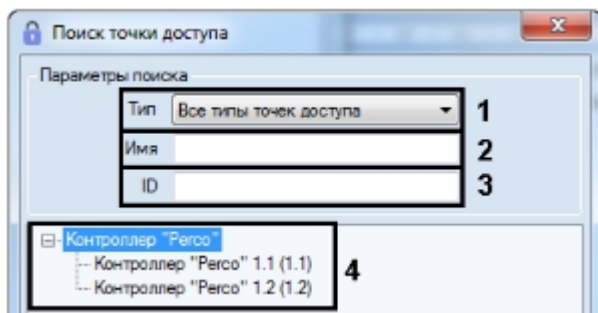 Поиск точки доступа
Параметры поиска
Тип Все типы точек доступа 1
Имя 2
ID 3
Контроллер "Perco"
Контроллер "Perco" 1.1 (1.1)
Контроллер "Perco" 1.2 (1.2)
4